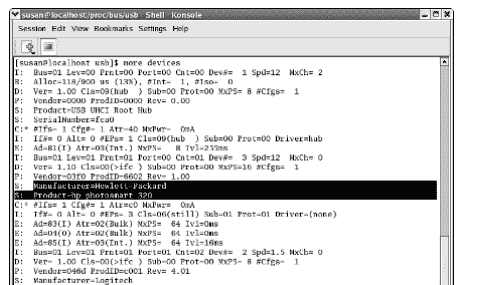 susan@localhost:/proc/bus/usb Shell Konsole
Session Edit View Bookmarks Settings Help
[susan@localhost usb]$ more devices
T: Bus=01 Lev=00 Prnt=00 Port=00 Cnt=00 Dev#= 1 Spd=12 MxCh= 2
B: Alloc=118/900 us (13%), #Int= 1, #Iso= 0
D: Ver= 1.00 Cls=09(hub ) Sub=00 Prot=00 MxPS= 8 #Cfgs= 1
P: Vendor=0000 ProdID=0000 Rev= 0.00
S: Product=USB UHCI Root Hub
S: SerialNumber=fca0
C:* #Ifs= 1 Cfg#= 1 Atr=40 MxPwr= 0mA
I: If#= 0 Alt= 0 #EPs= 1 Cls=09(hub ) Sub=00 Prot=00 Driver=hub
E: Ad=81(I) Atr=03(Int.) MxPS= 8 Ivl=255ms
T: Bus=01 Lev=01 Prnt=01 Port=00 Cnt=01 Dev#= 3 Spd=12 MxCh= 0
D: Ver= 1.10 Cls=00(>ifc ) Sub=00 Prot=00 MxPS=16 #Cfgs= 1
P: Vendor=03f0 ProdID=6602 Rev= 1.00
S: Manufacturer=Hewlett-Packard
S: Product=hp photosmart 320
C:* #Ifs= 1 Cfg#= 1 Atr=c0 MxPwr= 0mA
I: If#= 0 Alt= 0 #EPs= 3 Cls=06(still) Sub=01 Prot=01 Driver=(none)
E: Ad=81(I) Atr=02(Bulk) MxPS= 64 Ivl=0ms
E: Ad=04(O) Atr=02(Bulk) MxPS= 64 Ivl=0ms
E: Ad=85(I) Atr=03(Int.) MxPS= 64 Ivl=16ms
T: Bus=01 Lev=01 Prnt=01 Port=01 Cnt=02 Dev#= 2 Spd=1.5 MxCh= 0
D: Ver= 1.00 Cls=00(>ifc ) Sub=00 Prot=00 MxPS= 8 #Cfgs= 1
P: Vendor=046d ProdID=c001 Rev= 4.01
S: Manufacturer=Logitech